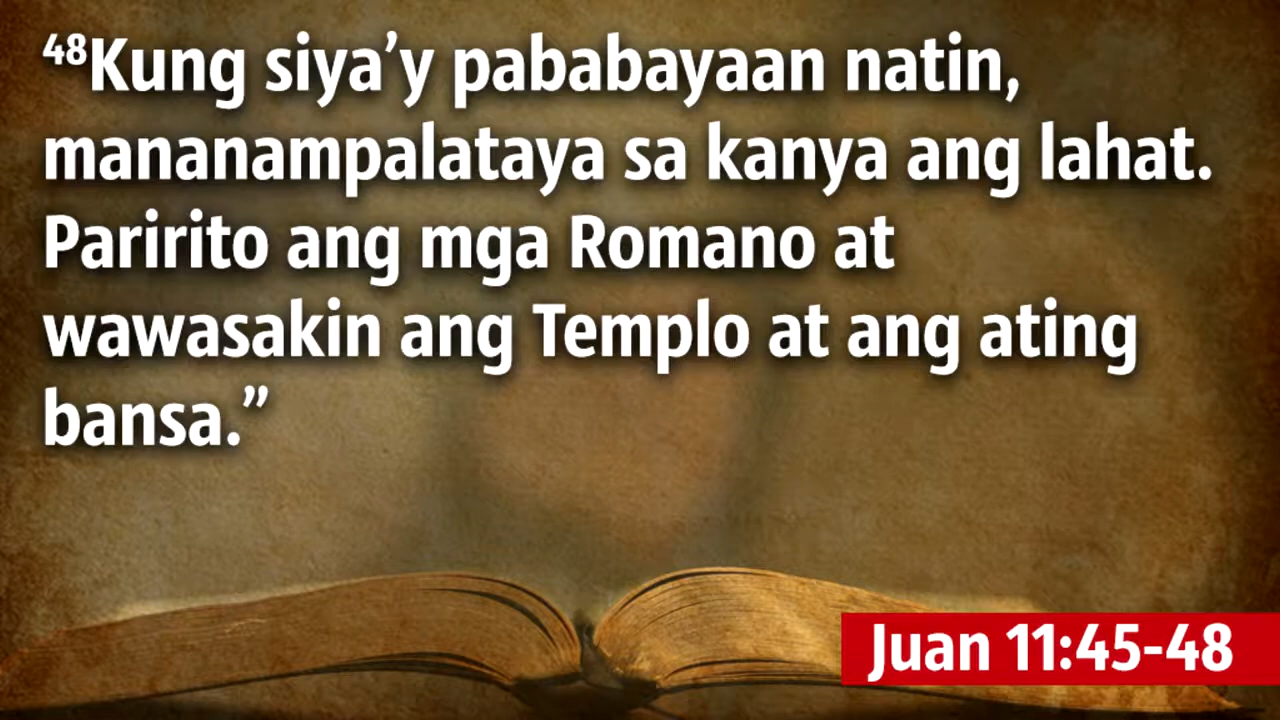 ⁴⁸Kung siya’y pababayaan natin,
mananampalataya sa kanya ang lahat.
Paririto ang mga Romano at
wawasakin ang Templo at ang ating
bansa.”
Juan 11:45-48